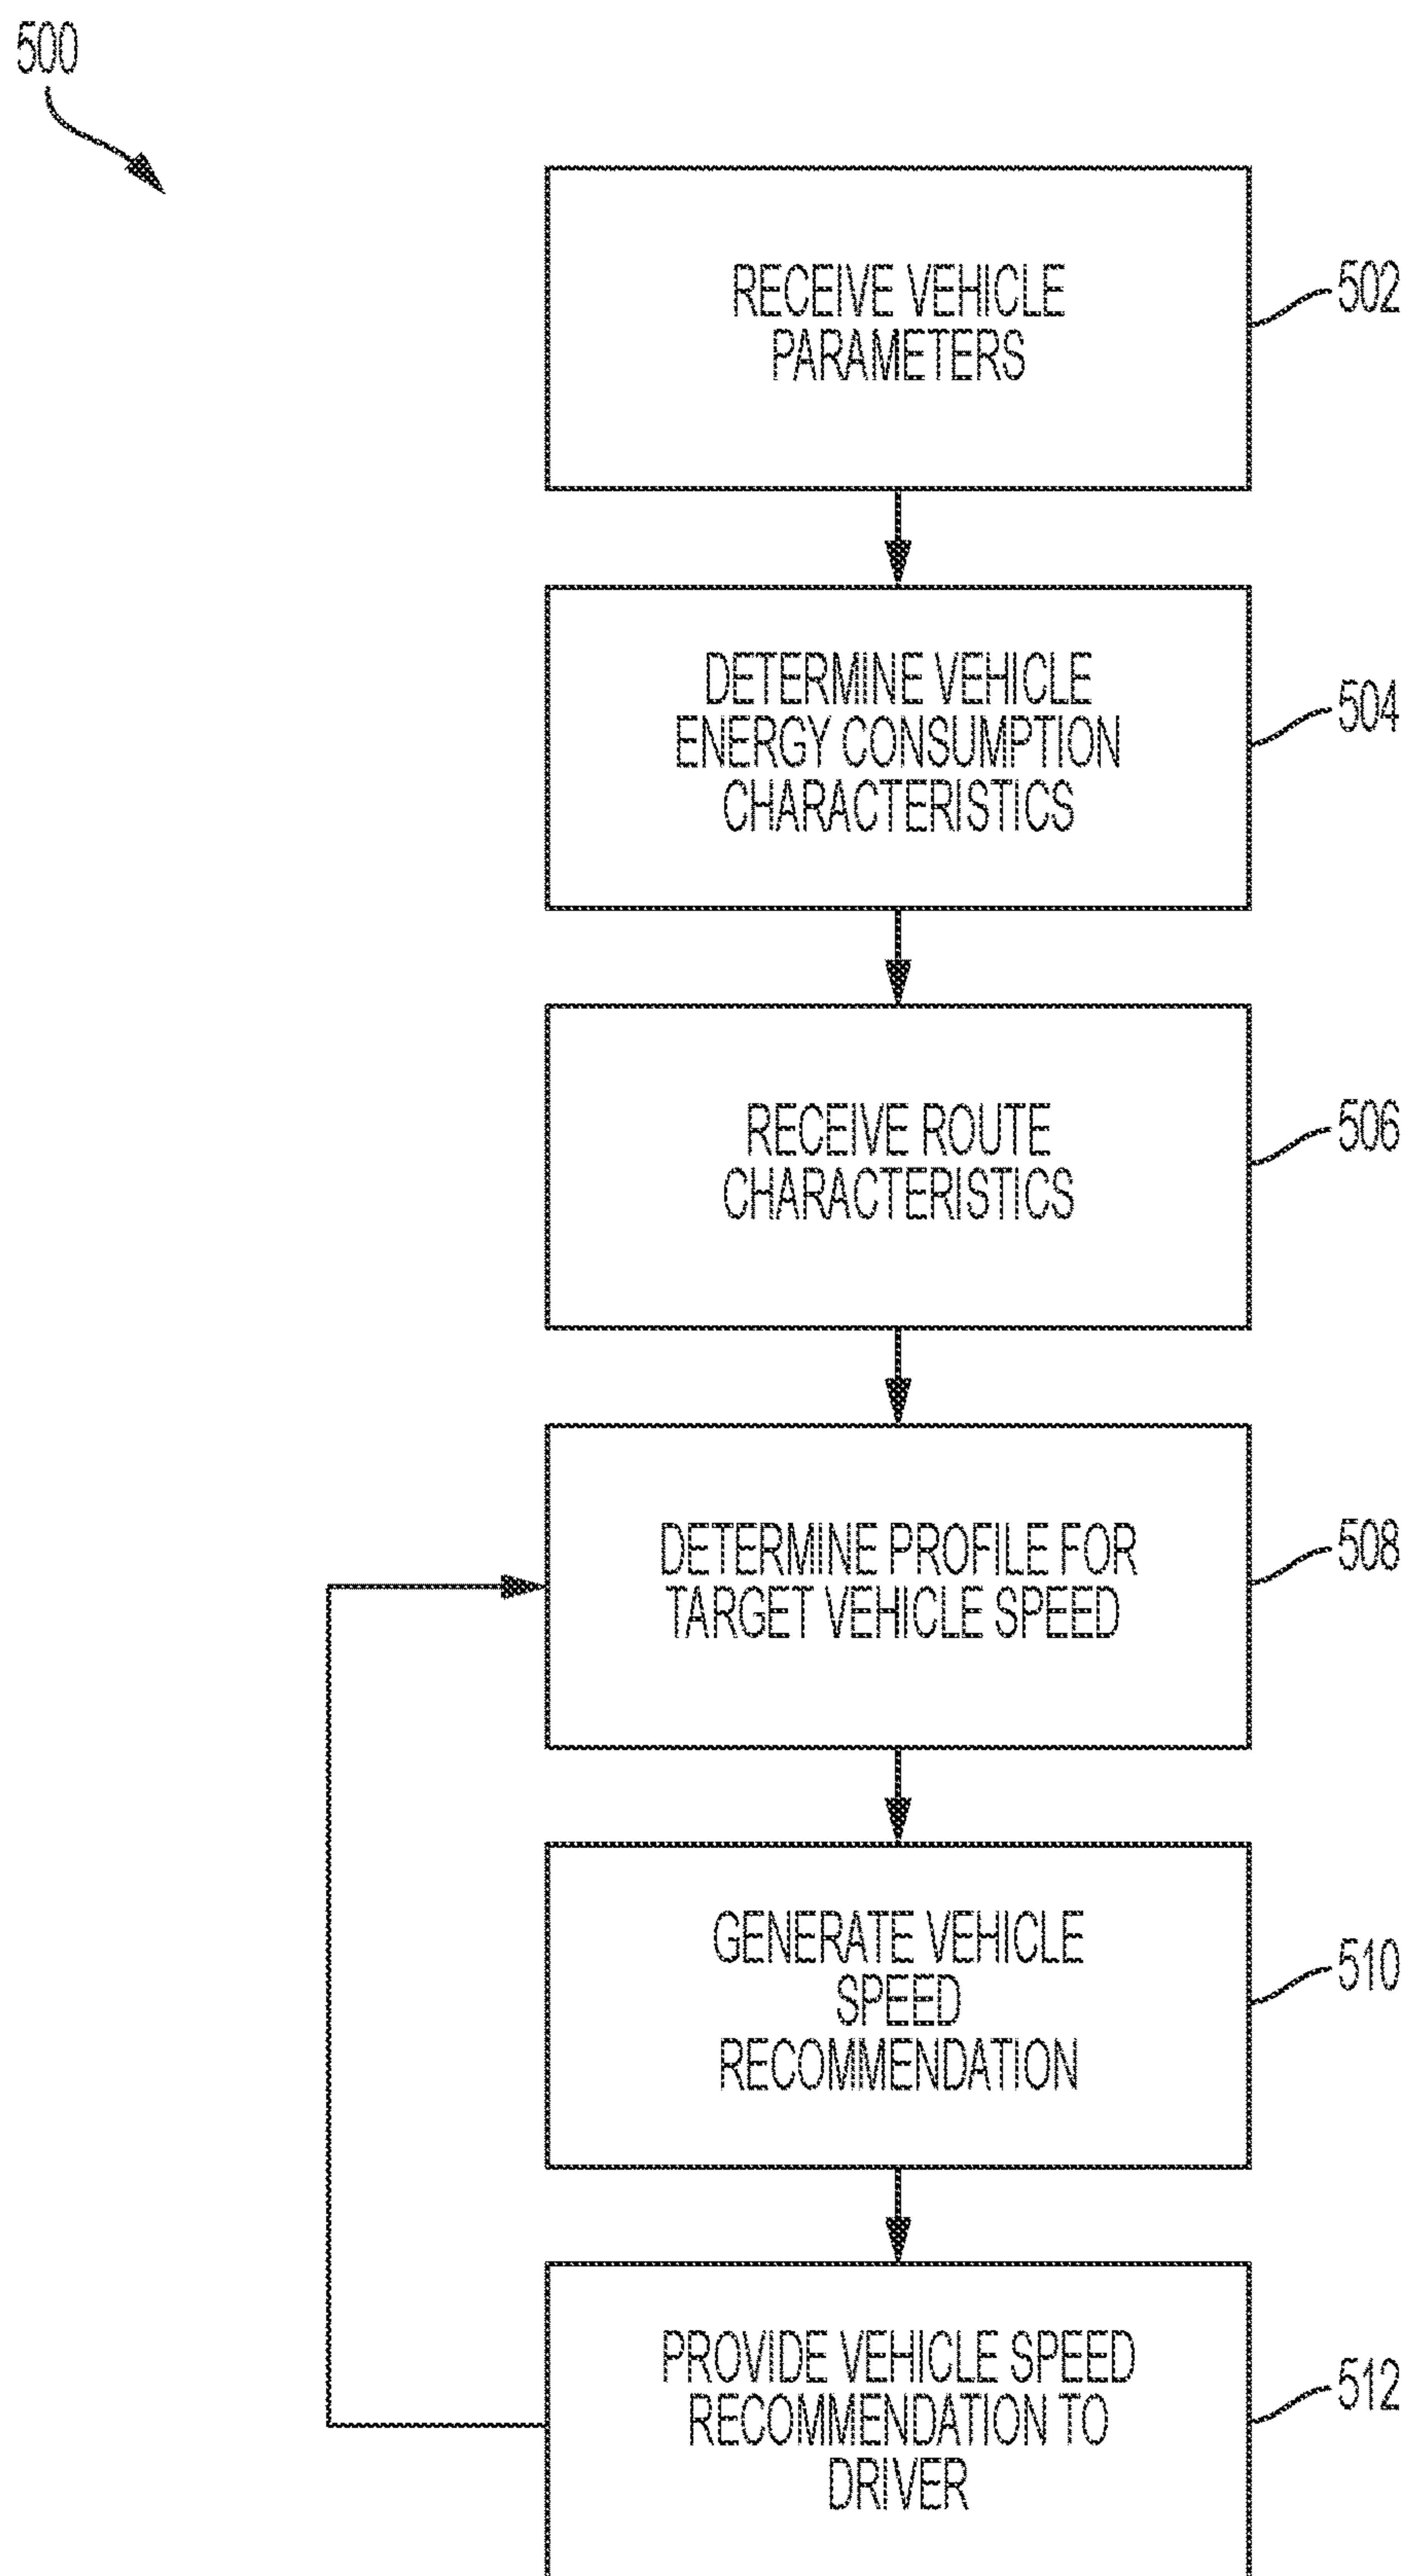 500
RECEIVE VEHICLE
PARAMETERS
502
DETERMINE VEHICLE
ENERGY CONSUMPTION
CHARACTERISTICS
504
RECEIVE ROUTE
CHARACTERISTICS
506
DETERMINE PROFILE FOR
TARGET VEHICLE SPEED
508
GENERATE VEHICLE
SPEED
RECOMMENDATION
510
PROVIDE VEHICLE SPEED
RECOMMENDATION TO
DRIVER
512